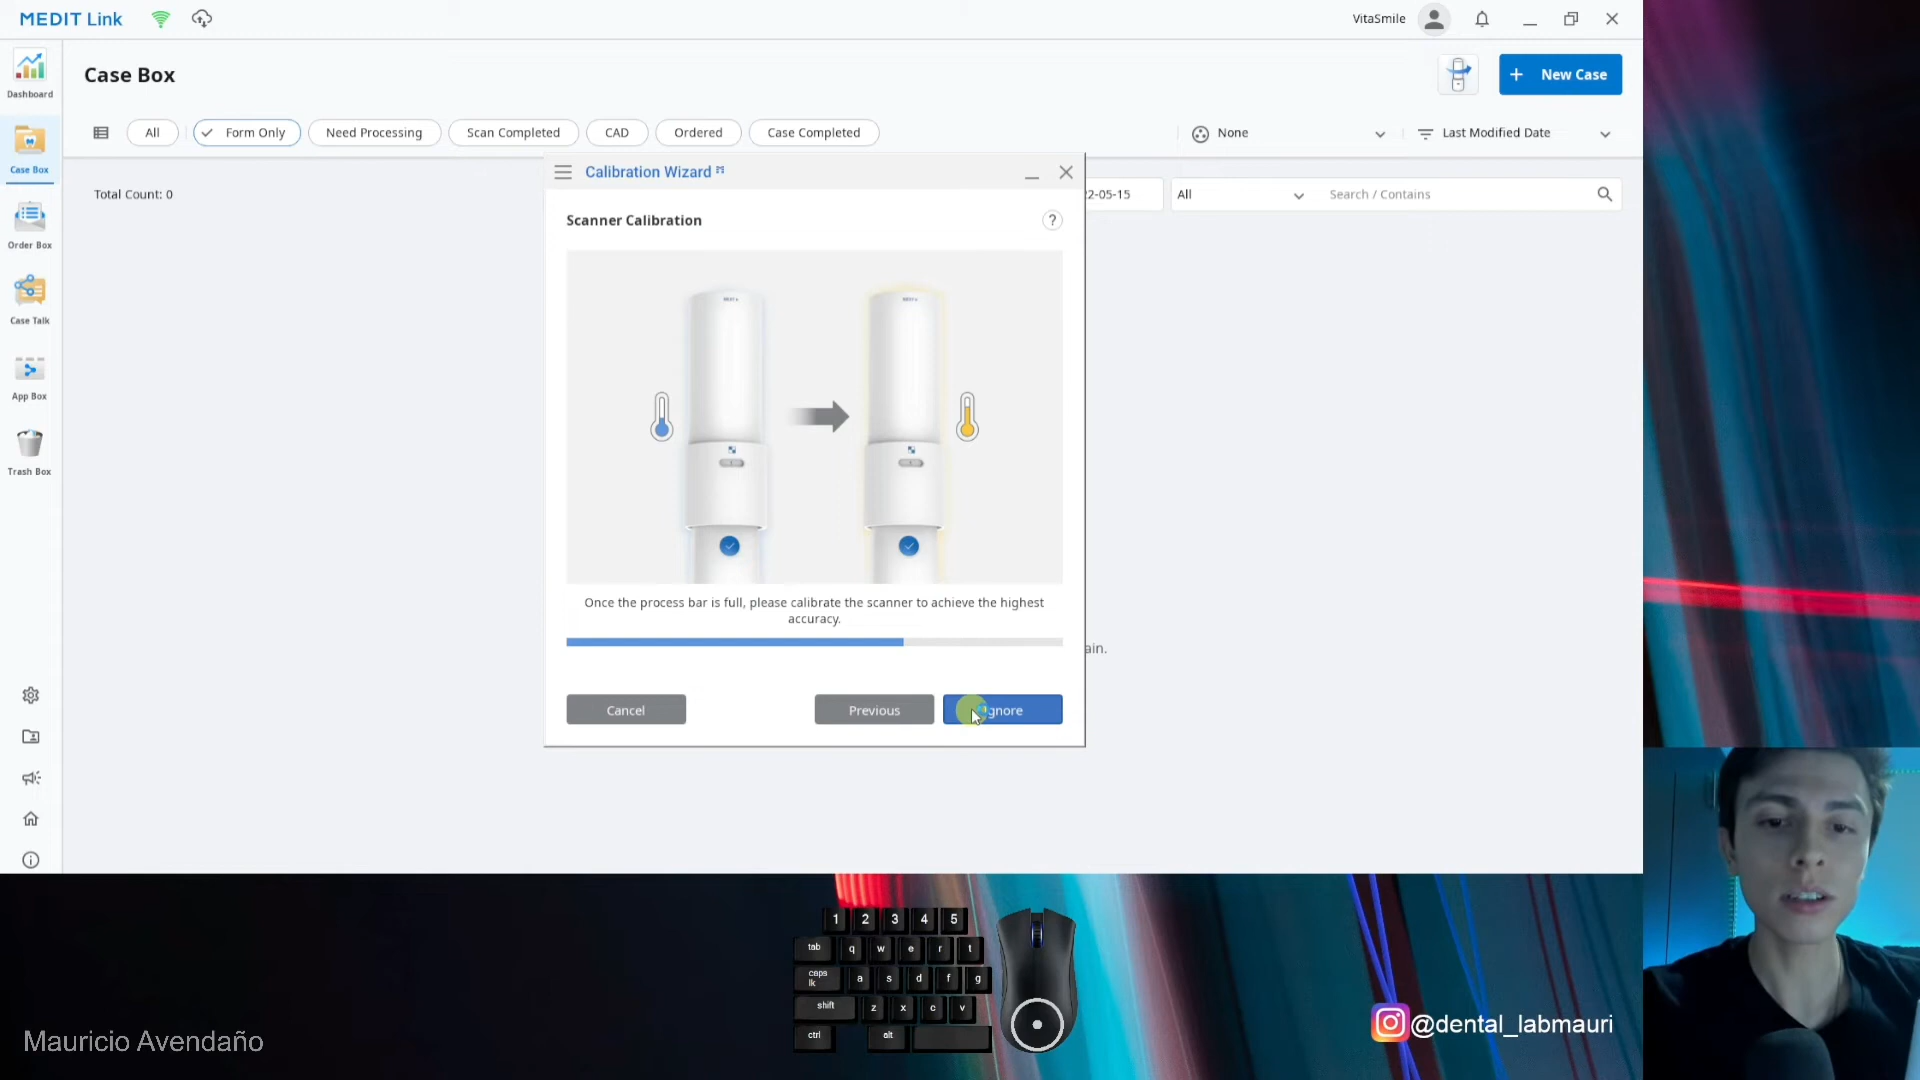 MEDIT Link
VitaSmile
Dashboard
Case Box
Order Box
Case Talk
App Box
Trash Box
Case Box
New Case
All
Form Only
Need Processing
Scan Completed
CAD
Ordered
Case Completed
None
Last Modified Date
Total Count: 0
2-05-15
All
Search / Contains
Calibration Wizard
Scanner Calibration
?
Once the process bar is full, please calibrate the scanner to achieve the highest
accuracy.
ain.
Cancel
Previous
gnore
1 2 3 4 5
tab q w e r t
caps lk a s d f g
shift z x c v
ctrl alt
Mauricio Avendaño
@dental_labmauri